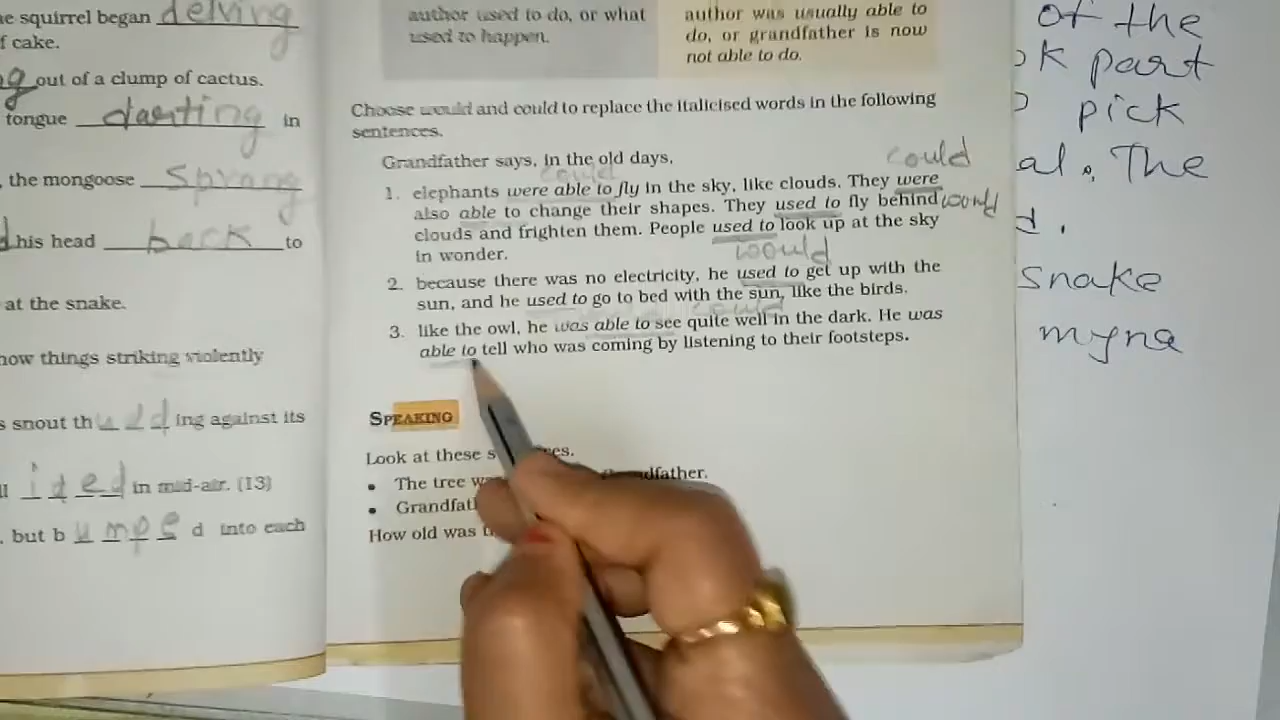 e squirrel began delving
f cake.
g out of a clump of cactus.
tongue darting in
, the mongoose sprang
his head back to
at the snake.
how things striking violently
s snout thudding against its
ided in mid-air. (13)
, but bumped into each
author used to do, or what
used to happen.
author was usually able to
do, or grandfather is now
not able to do.
Choose would and could to replace the italicised words in the following
sentences.
Grandfather says, in the old days,
could
could
1. elephants were able to fly in the sky, like clouds. They were
also able to change their shapes. They used to fly behind would
clouds and frighten them. People used to look up at the sky
in wonder.
would
2. because there was no electricity, he used to get up with the
sun, and he used to go to bed with the sun, like the birds.
could
3. like the owl, he was able to see quite well in the dark. He was
able to tell who was coming by listening to their footsteps.
SPEAKING
Look at these s es.
• The tree w dfather.
• Grandfat
How old was t
of the
ok part
pick
al. The
d.
snake
myna